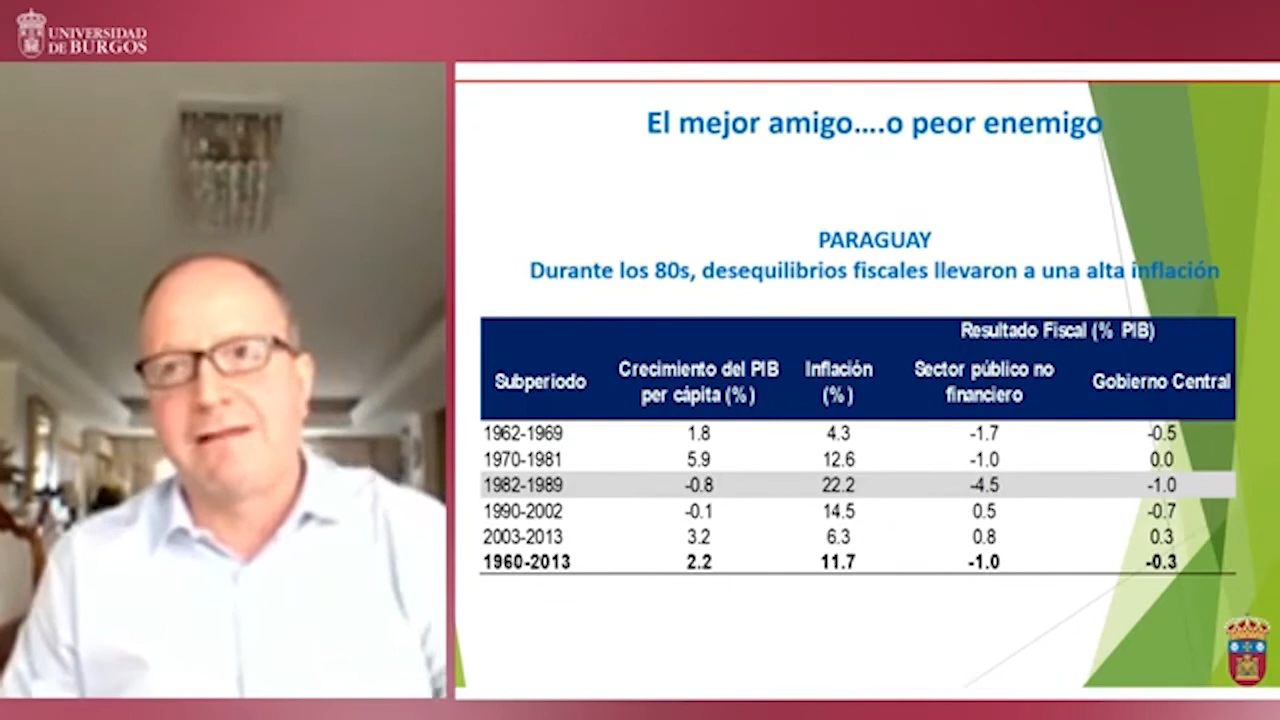 UNIVERSIDAD
DE BURGOS
El mejor amigo....o peor enemigo
PARAGUAY
Durante los 80s, desequilibrios fiscales llevaron a una alta inflación
Resultado Fiscal (% PIB)
Subperiodo Crecimiento del PIB per cápita (%) Inflación (%) Sector público no financiero Gobierno Central
1962-1969 1.8 4.3 -1.7 -0.5
1970-1981 5.9 12.6 -1.0 0.0
1982-1989 -0.8 22.2 -4.5 -1.0
1990-2002 -0.1 14.5 0.5 -0.7
2003-2013 3.2 6.3 0.8 0.3
1960-2013 2.2 11.7 -1.0 -0.3